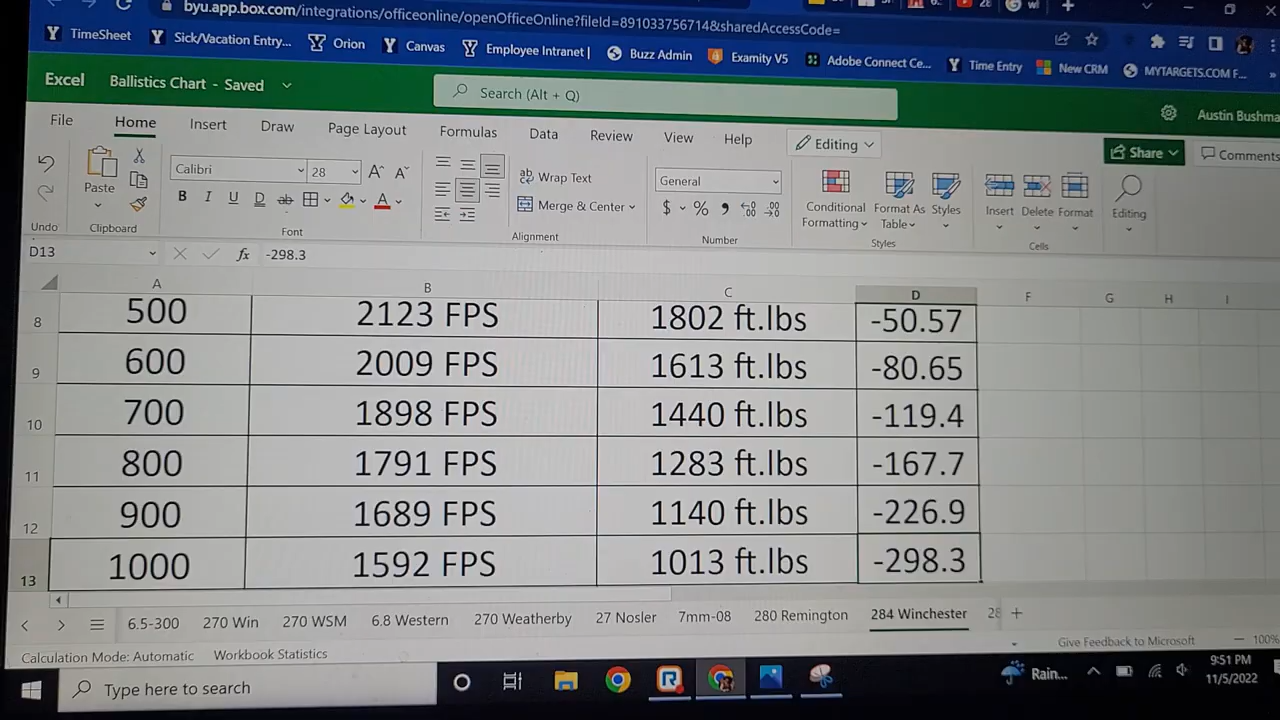 byu.app.box.com/integrations/officeonline/openOfficeOnline?fileId=891033756714&sharedAccessCode=
TimeSheet Sick/Vacation Entry... Orion Canvas Employee Intranet | Buzz Admin Examity V5 Adobe Connect Ce... Time Entry New CRM MYTARGETS.COM F... »
Excel Ballistics Chart - Saved Search (Alt + Q) Austin Bushma
File Home Insert Draw Page Layout Formulas Data Review View Help Editing Share Comments
Calibri 28 A^ A˅ ab Wrap Text General
Paste B I U D ab A Merge & Center $ % 9 Conditional Formatting Format As Table Styles Insert Delete Format Editing
Undo Clipboard Font Alignment Number Styles Cells
D13 fx -298.3
A B C D F G H I
8 500 2123 FPS 1802 ft.lbs -50.57
9 600 2009 FPS 1613 ft.lbs -80.65
10 700 1898 FPS 1440 ft.lbs -119.4
11 800 1791 FPS 1283 ft.lbs -167.7
12 900 1689 FPS 1140 ft.lbs -226.9
13 1000 1592 FPS 1013 ft.lbs -298.3
6.5-300 270 Win 270 WSM 6.8 Western 270 Weatherby 27 Nosler 7mm-08 280 Remington 284 Winchester 28
Calculation Mode: Automatic Workbook Statistics Give Feedback to Microsoft 100%
Type here to search Rain... 9:51 PM
11/5/2022